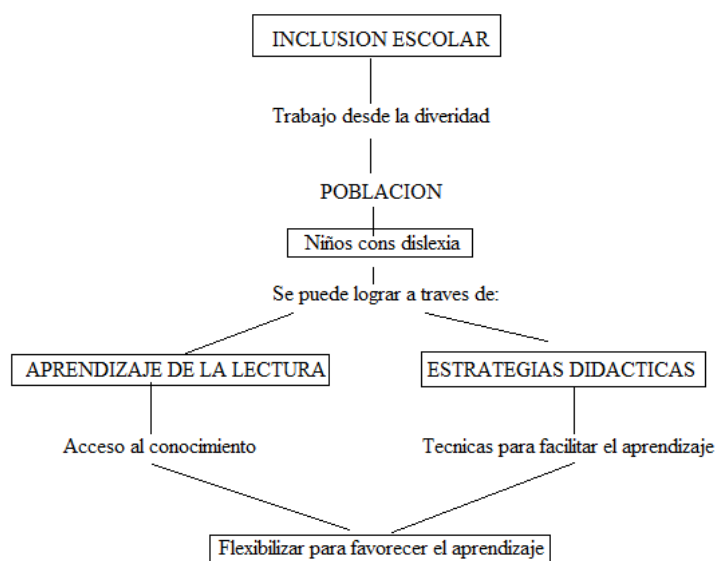 INCLUSION ESCOLAR
Trabajo desde la diveridad
POBLACION
Niños cons dislexia
Se puede lograr a traves de:
APRENDIZAJE DE LA LECTURA
ESTRATEGIAS DIDACTICAS
Acceso al conocimiento
Tecnicas para facilitar el aprendizaje
Flexibilizar para favorecer el aprendizaje